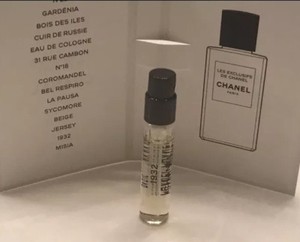 GARDÉNIA
BOIS DES ILES
CUIR DE RUSSIE
EAU DE COLOGNE
31 RUE CAMBON
N°18
COROMANDEL
BEL RESPIRO
LA PAUSA
SYCOMORE
BEIGE
JERSEY
1932
MISIA
LES EXCLUSIFS
DE CHANEL
CHANEL
PARIS
1932